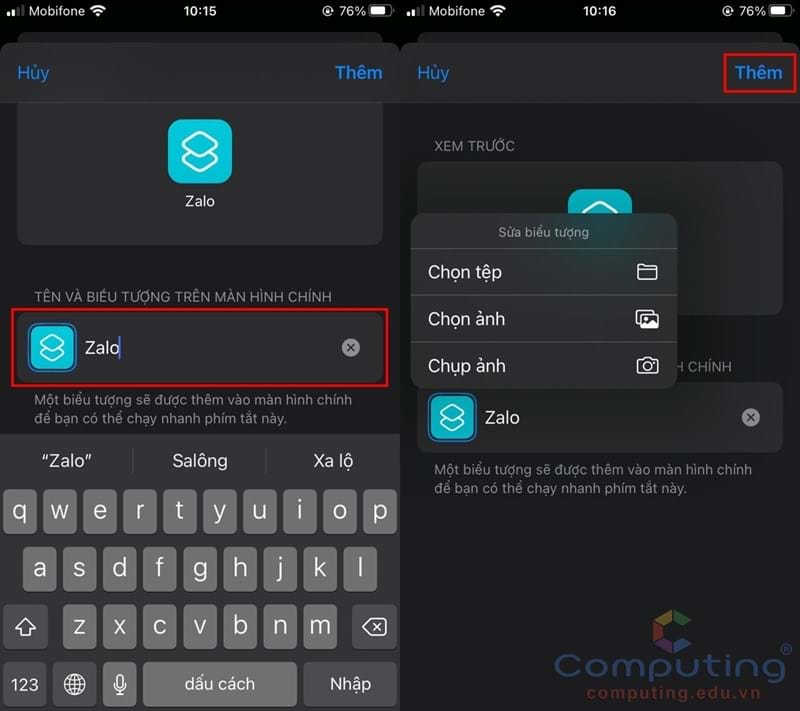 Mobifone
10:15
76%
Hủy
Thêm
Zalo
TÊN VÀ BIỂU TƯỢNG TRÊN MÀN HÌNH CHÍNH
Zalo
Một biểu tượng sẽ được thêm vào màn hình chính
để bạn có thể chạy nhanh phím tắt này.
“Zalo”
Salông
Xa lộ
q w e r t y u i o p
a s d f g h j k l
z x c v b n m
123
dấu cách
Nhập
Mobifone
10:16
76%
Hủy
Thêm
XEM TRƯỚC
Sửa biểu tượng
Chọn tệp
Chọn ảnh
Chụp ảnh
CHÍNH
Zalo
Một biểu tượng sẽ được thêm vào màn hình chính
để bạn có thể chạy nhanh phím tắt này.
Computing®
computing.edu.vn